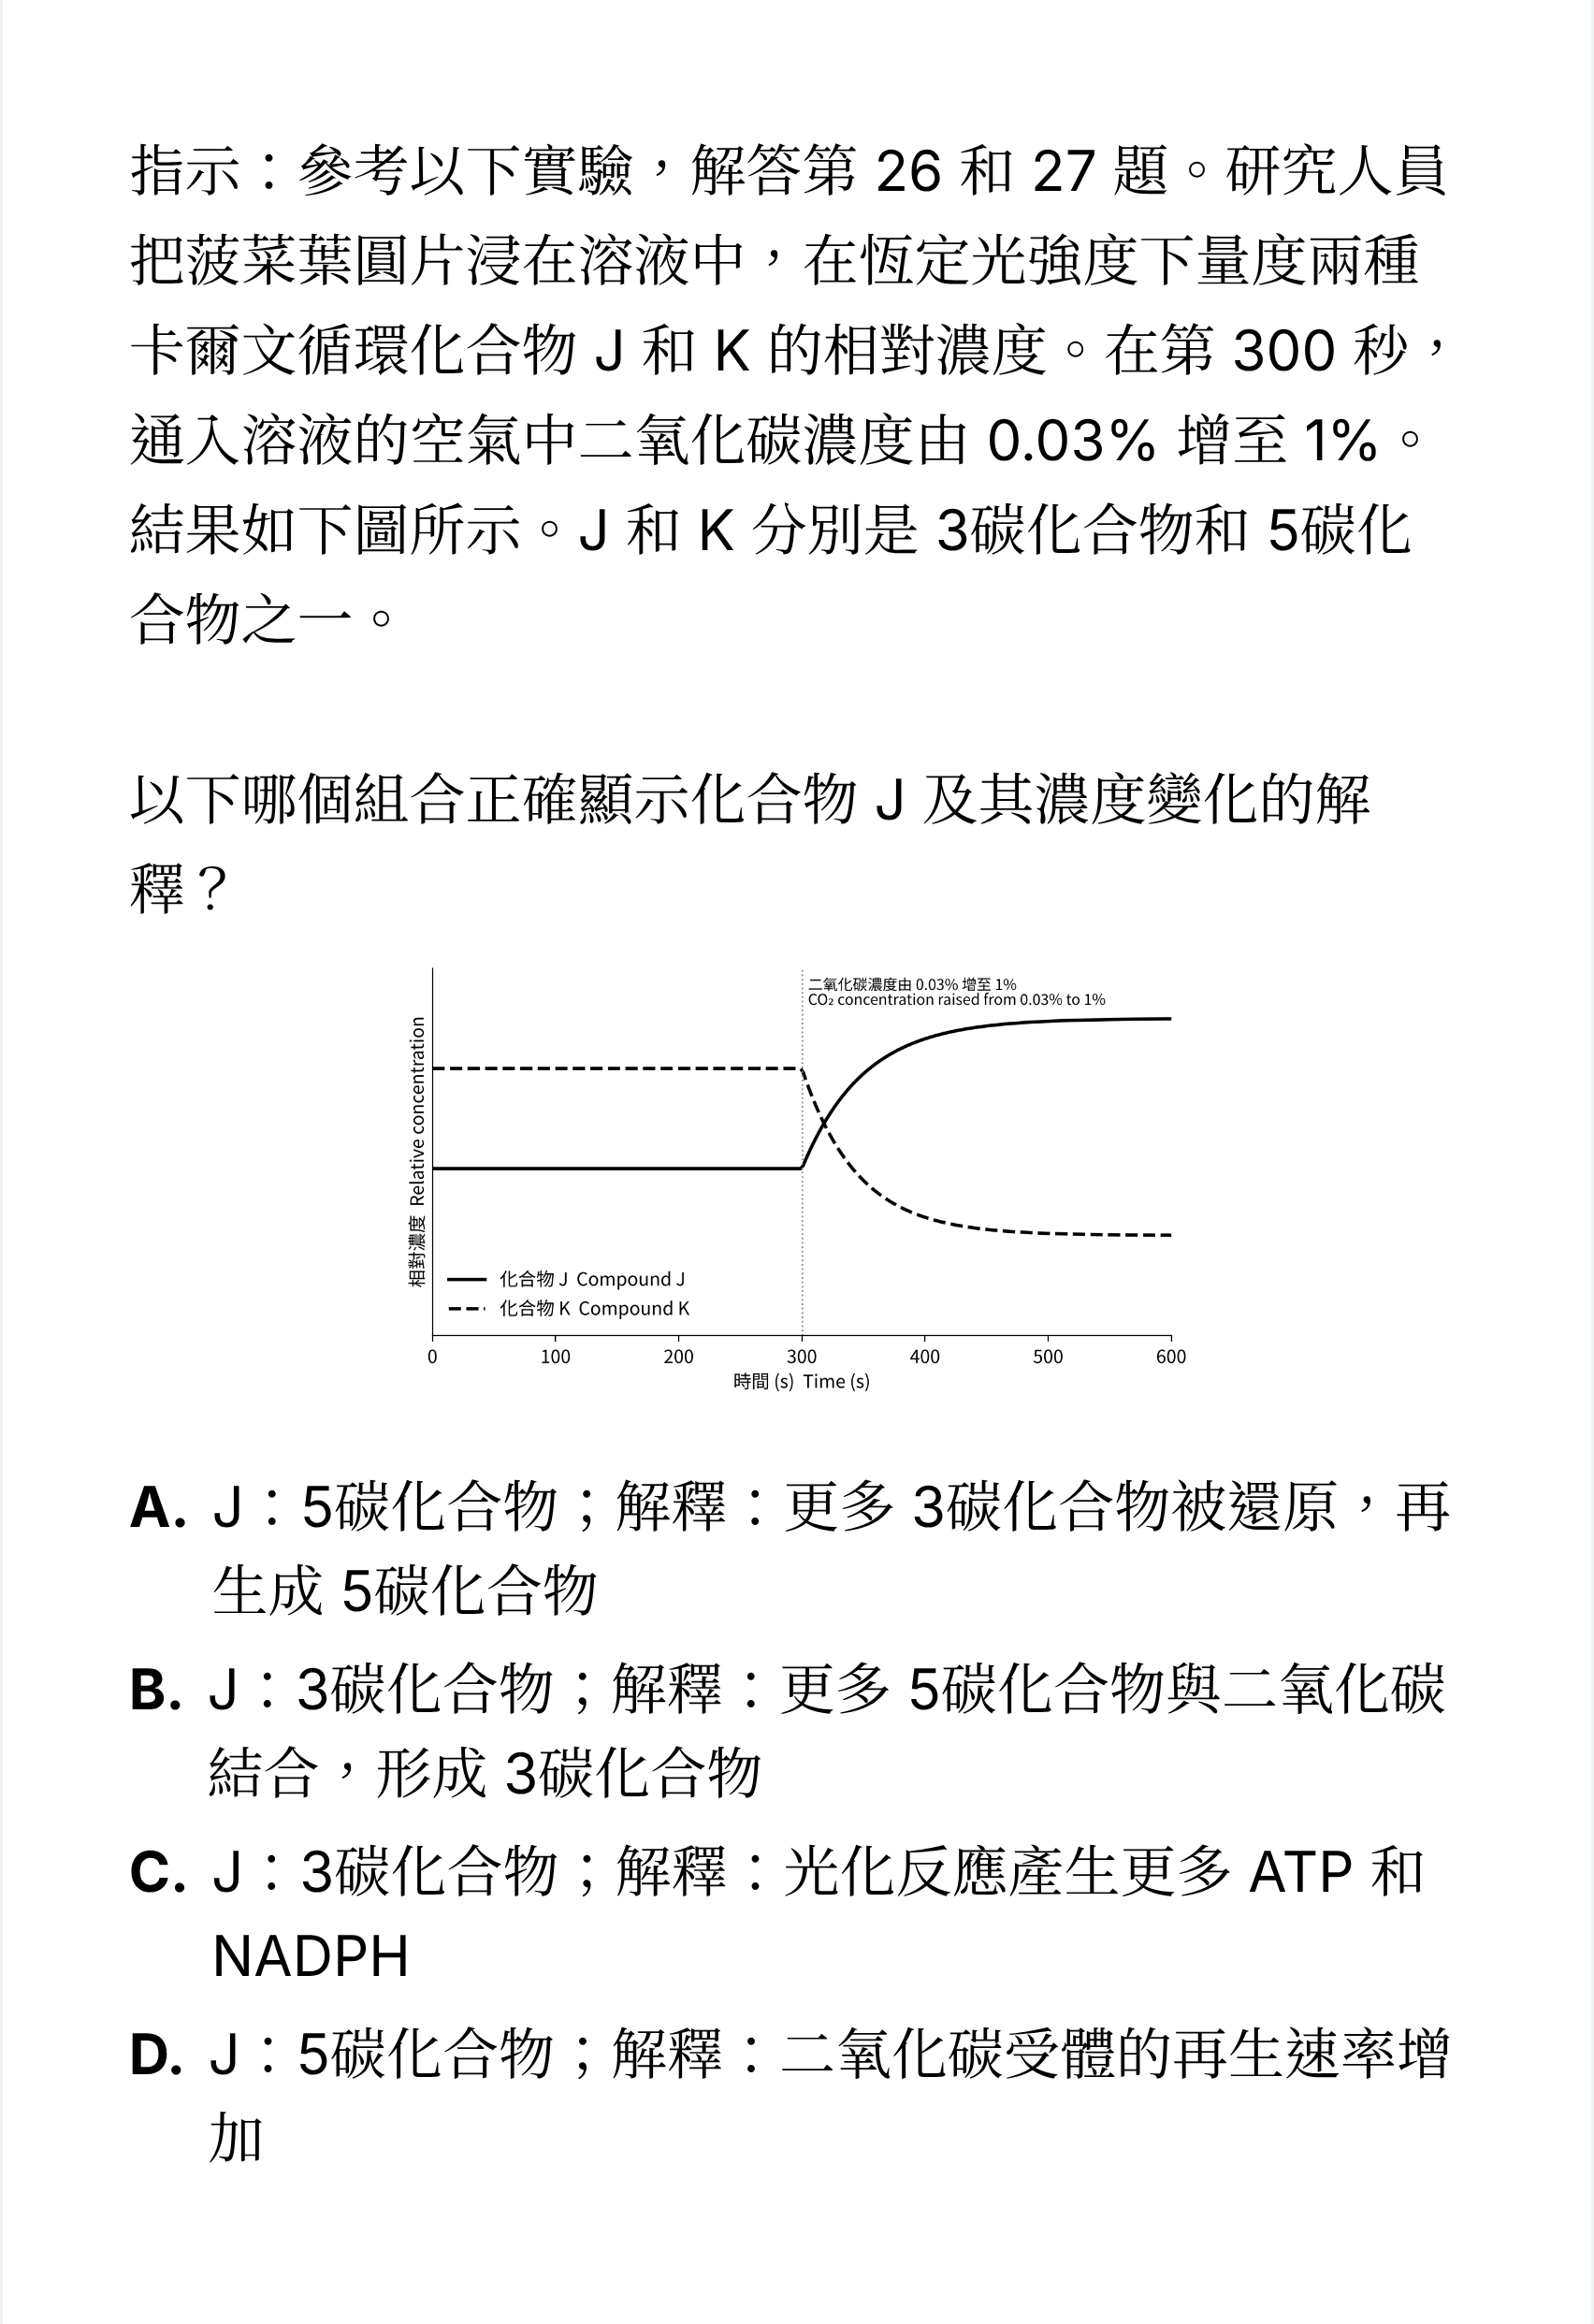 指示：參考以下實驗，解答第 26 和 27 題。研究人員
把菠菜葉圓片浸在溶液中，在恆定光強度下量度兩種
卡爾文循環化合物 J 和 K 的相對濃度。在第 300 秒，
通入溶液的空氣中二氧化碳濃度由 0.03% 增至 1%。
結果如下圖所示。J 和 K 分別是 3碳化合物和 5碳化
合物之一。
以下哪個組合正確顯示化合物 J 及其濃度變化的解
釋？
二氧化碳濃度由 0.03% 增至 1%
CO₂ concentration raised from 0.03% to 1%
相對濃度 Relative concentration
化合物 J Compound J
化合物 K Compound K
0 100 200 300 400 500 600
時間 (s) Time (s)
A. J：5碳化合物；解釋：更多 3碳化合物被還原，再
生成 5碳化合物
B. J：3碳化合物；解釋：更多 5碳化合物與二氧化碳
結合，形成 3碳化合物
C. J：3碳化合物；解釋：光化反應產生更多 ATP 和
NADPH
D. J：5碳化合物；解釋：二氧化碳受體的再生速率增
加